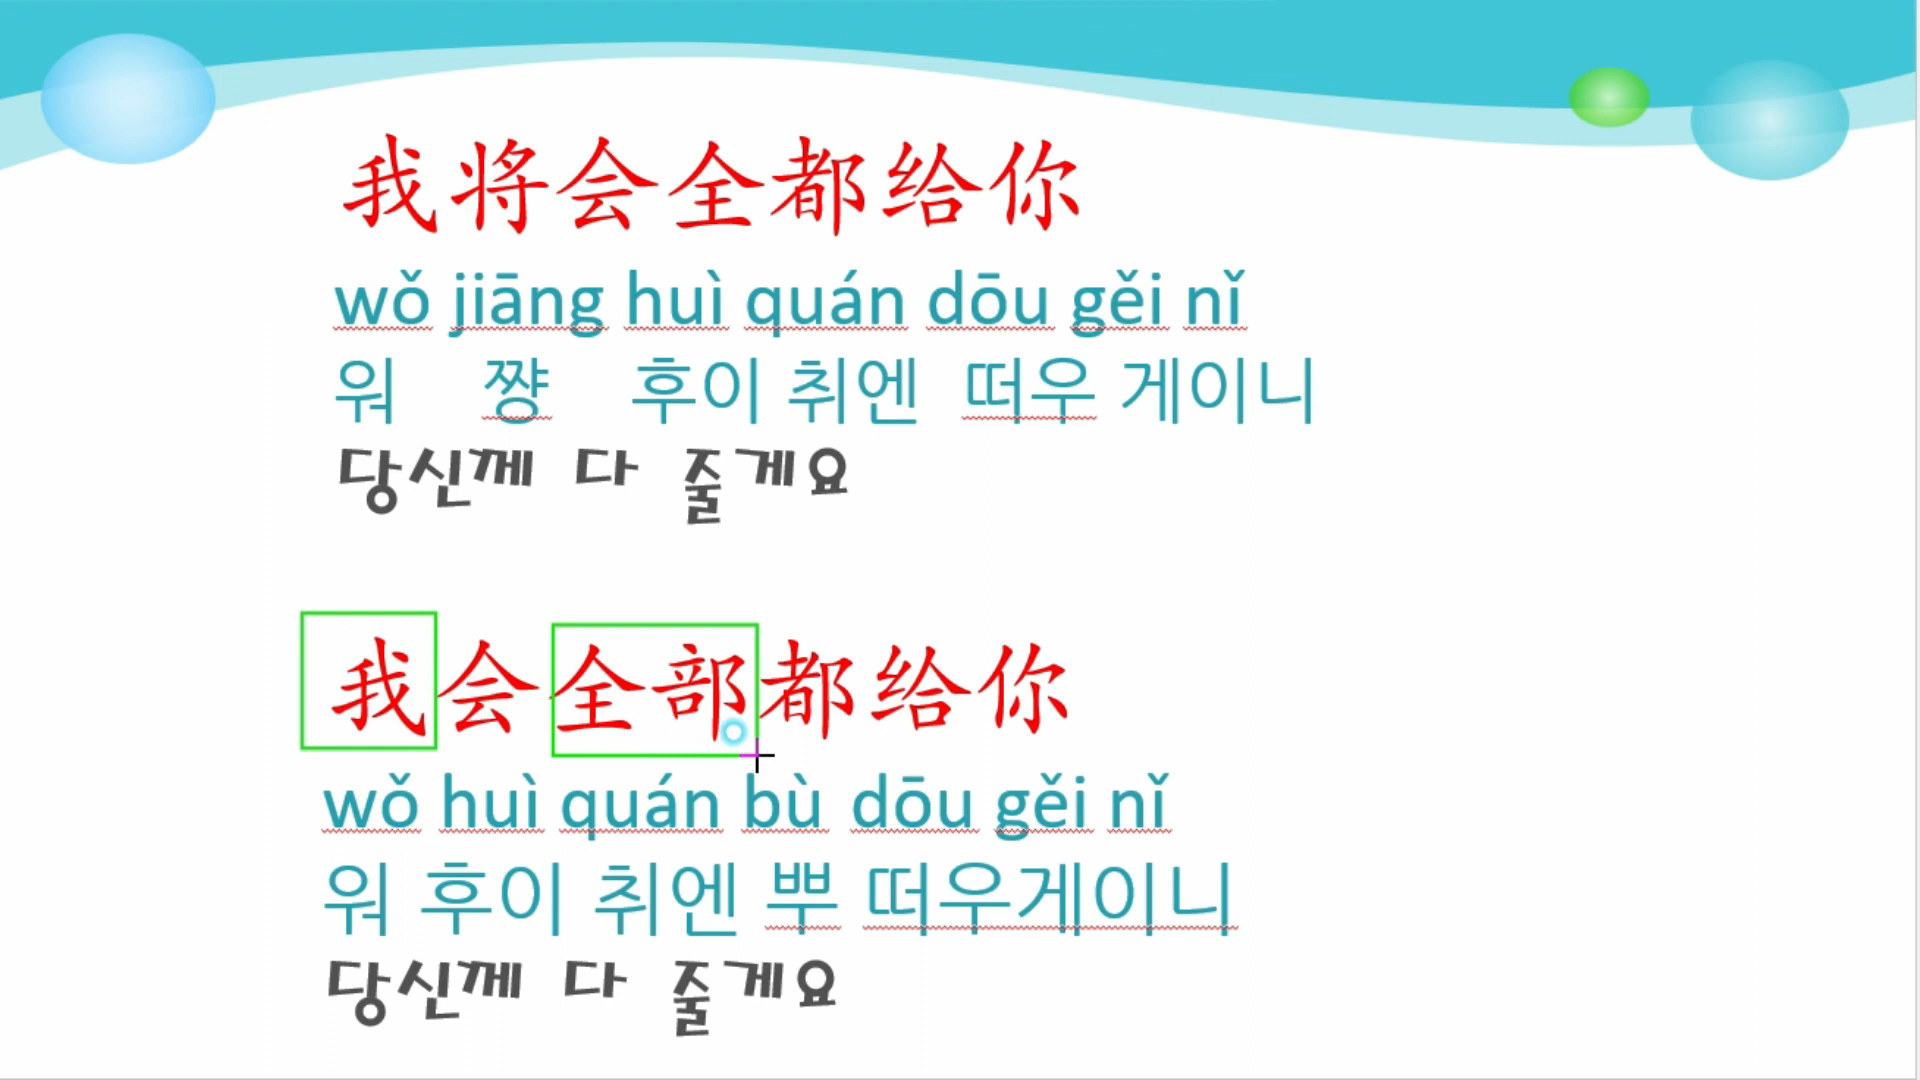 我将会全都给你
wǒ jiāng huì quán dōu gěi nǐ
워 쨩 후이 취엔 떠우 게이니
당신께 다 줄게요
我会全部都给你
wǒ huì quán bù dōu gěi nǐ
워 후이 취엔 뿌 떠우게이니
당신께 다 줄게요